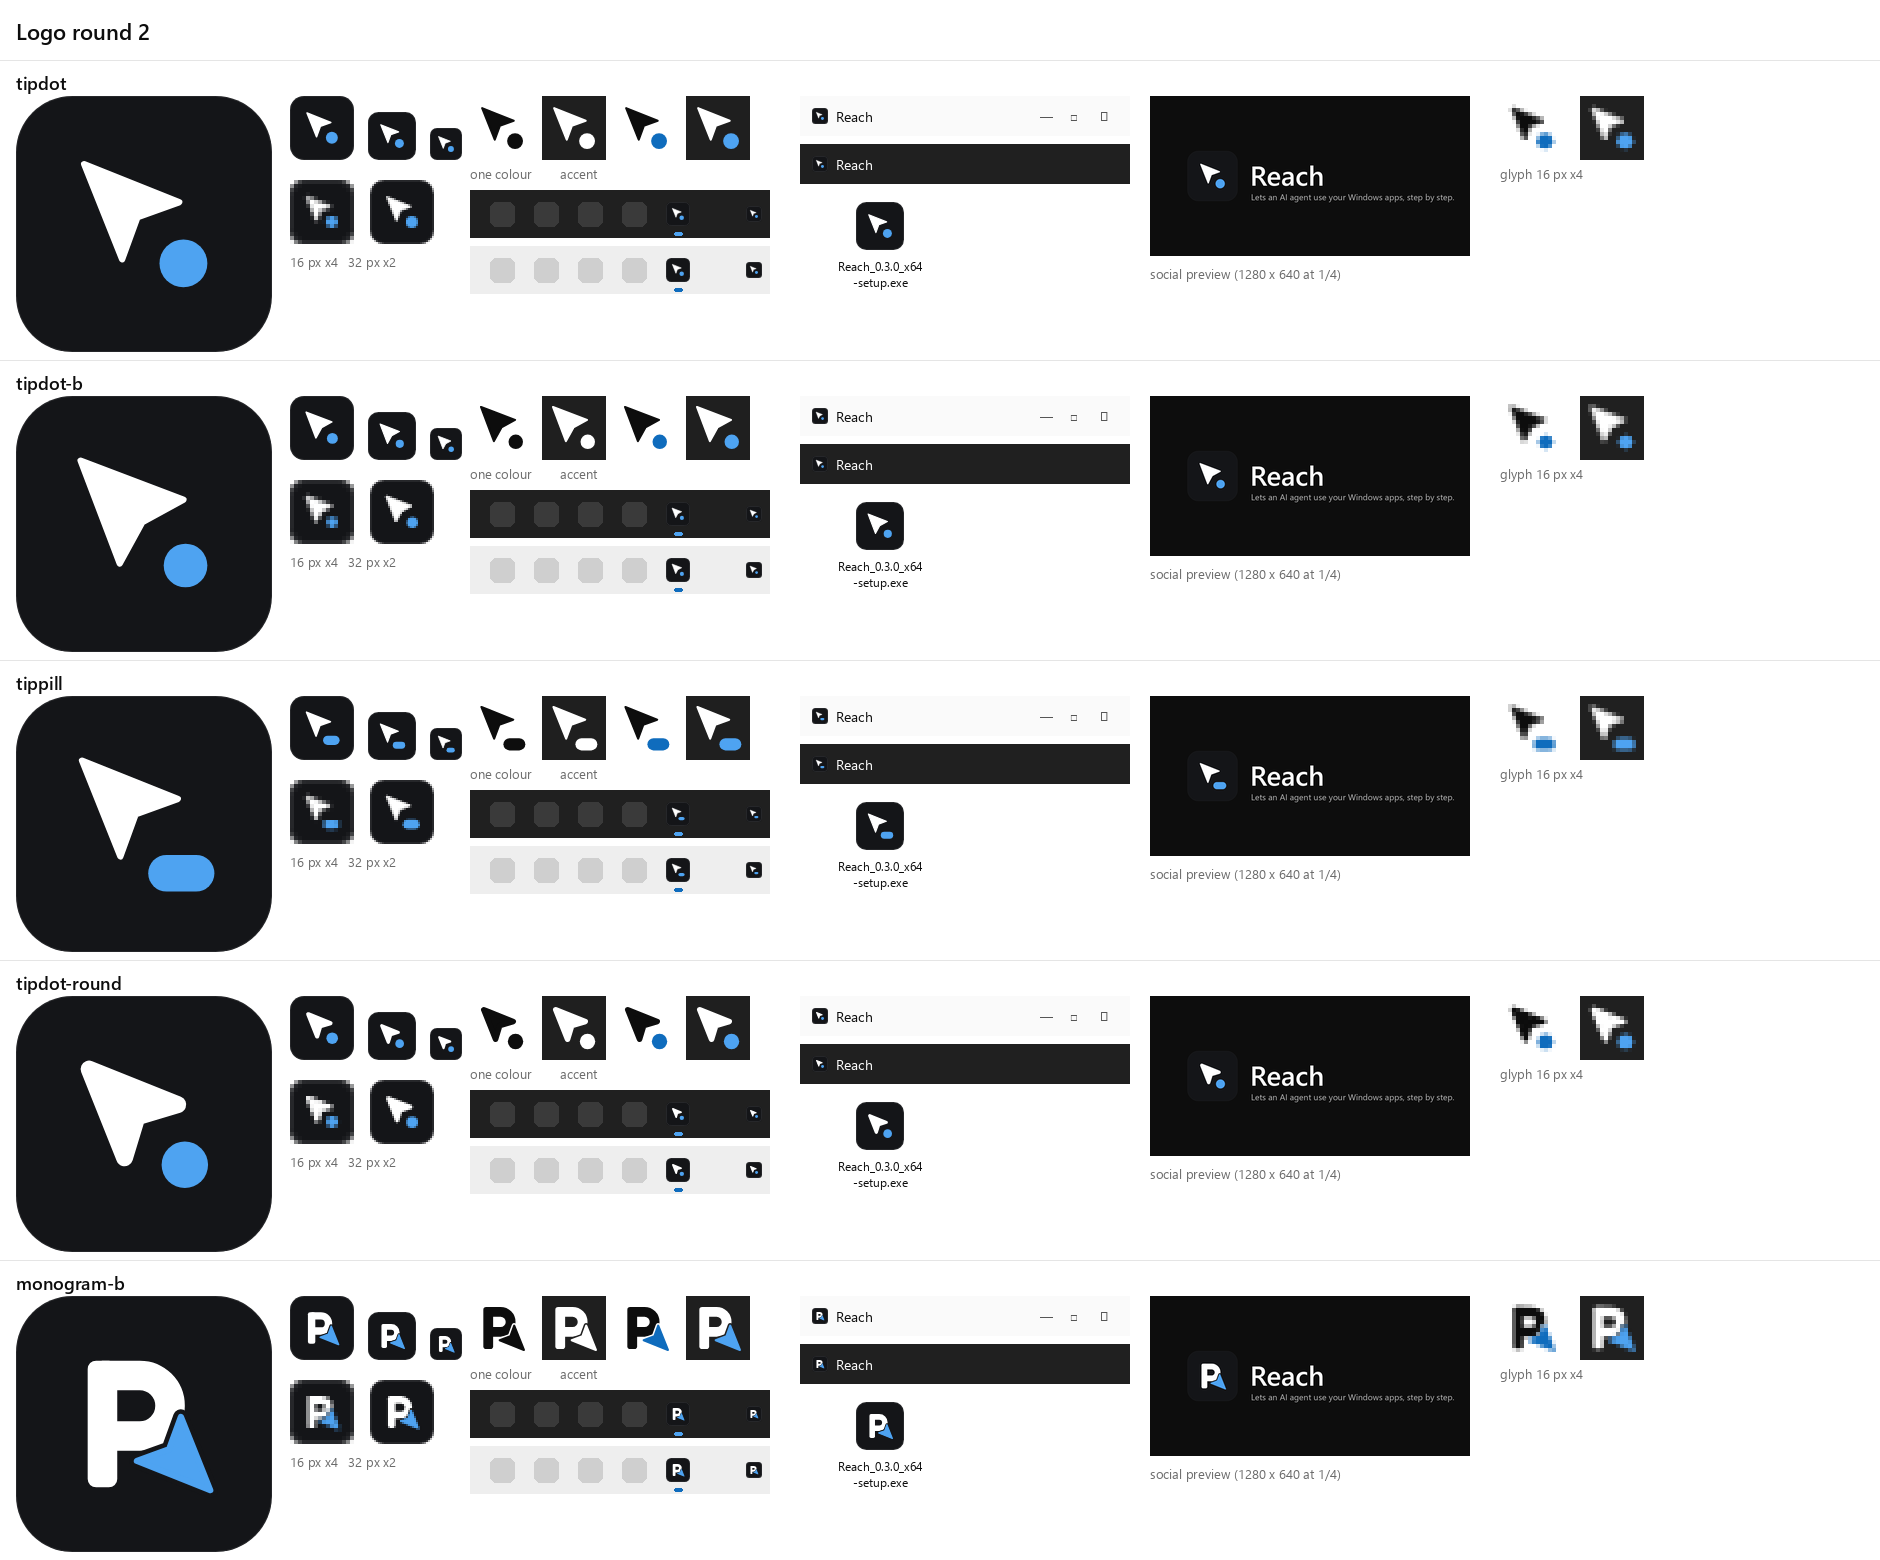 Logo round 2
tipdot
Reach
Reach
one colour accent
Reach
Lets an AI agent use your Windows apps, step by step.
glyph 16 px x4
16 px x4 32 px x2
Reach_0.3.0_x64
-setup.exe
social preview (1280 x 640 at 1/4)
tipdot-b
Reach
Reach
one colour accent
Reach
Lets an AI agent use your Windows apps, step by step.
glyph 16 px x4
16 px x4 32 px x2
Reach_0.3.0_x64
-setup.exe
social preview (1280 x 640 at 1/4)
tippill
Reach
Reach
one colour accent
Reach
Lets an AI agent use your Windows apps, step by step.
glyph 16 px x4
16 px x4 32 px x2
Reach_0.3.0_x64
-setup.exe
social preview (1280 x 640 at 1/4)
tipdot-round
Reach
Reach
one colour accent
Reach
Lets an AI agent use your Windows apps, step by step.
glyph 16 px x4
16 px x4 32 px x2
Reach_0.3.0_x64
-setup.exe
social preview (1280 x 640 at 1/4)
monogram-b
Reach
Reach
one colour accent
Reach
Lets an AI agent use your Windows apps, step by step.
glyph 16 px x4
16 px x4 32 px x2
Reach_0.3.0_x64
-setup.exe
social preview (1280 x 640 at 1/4)